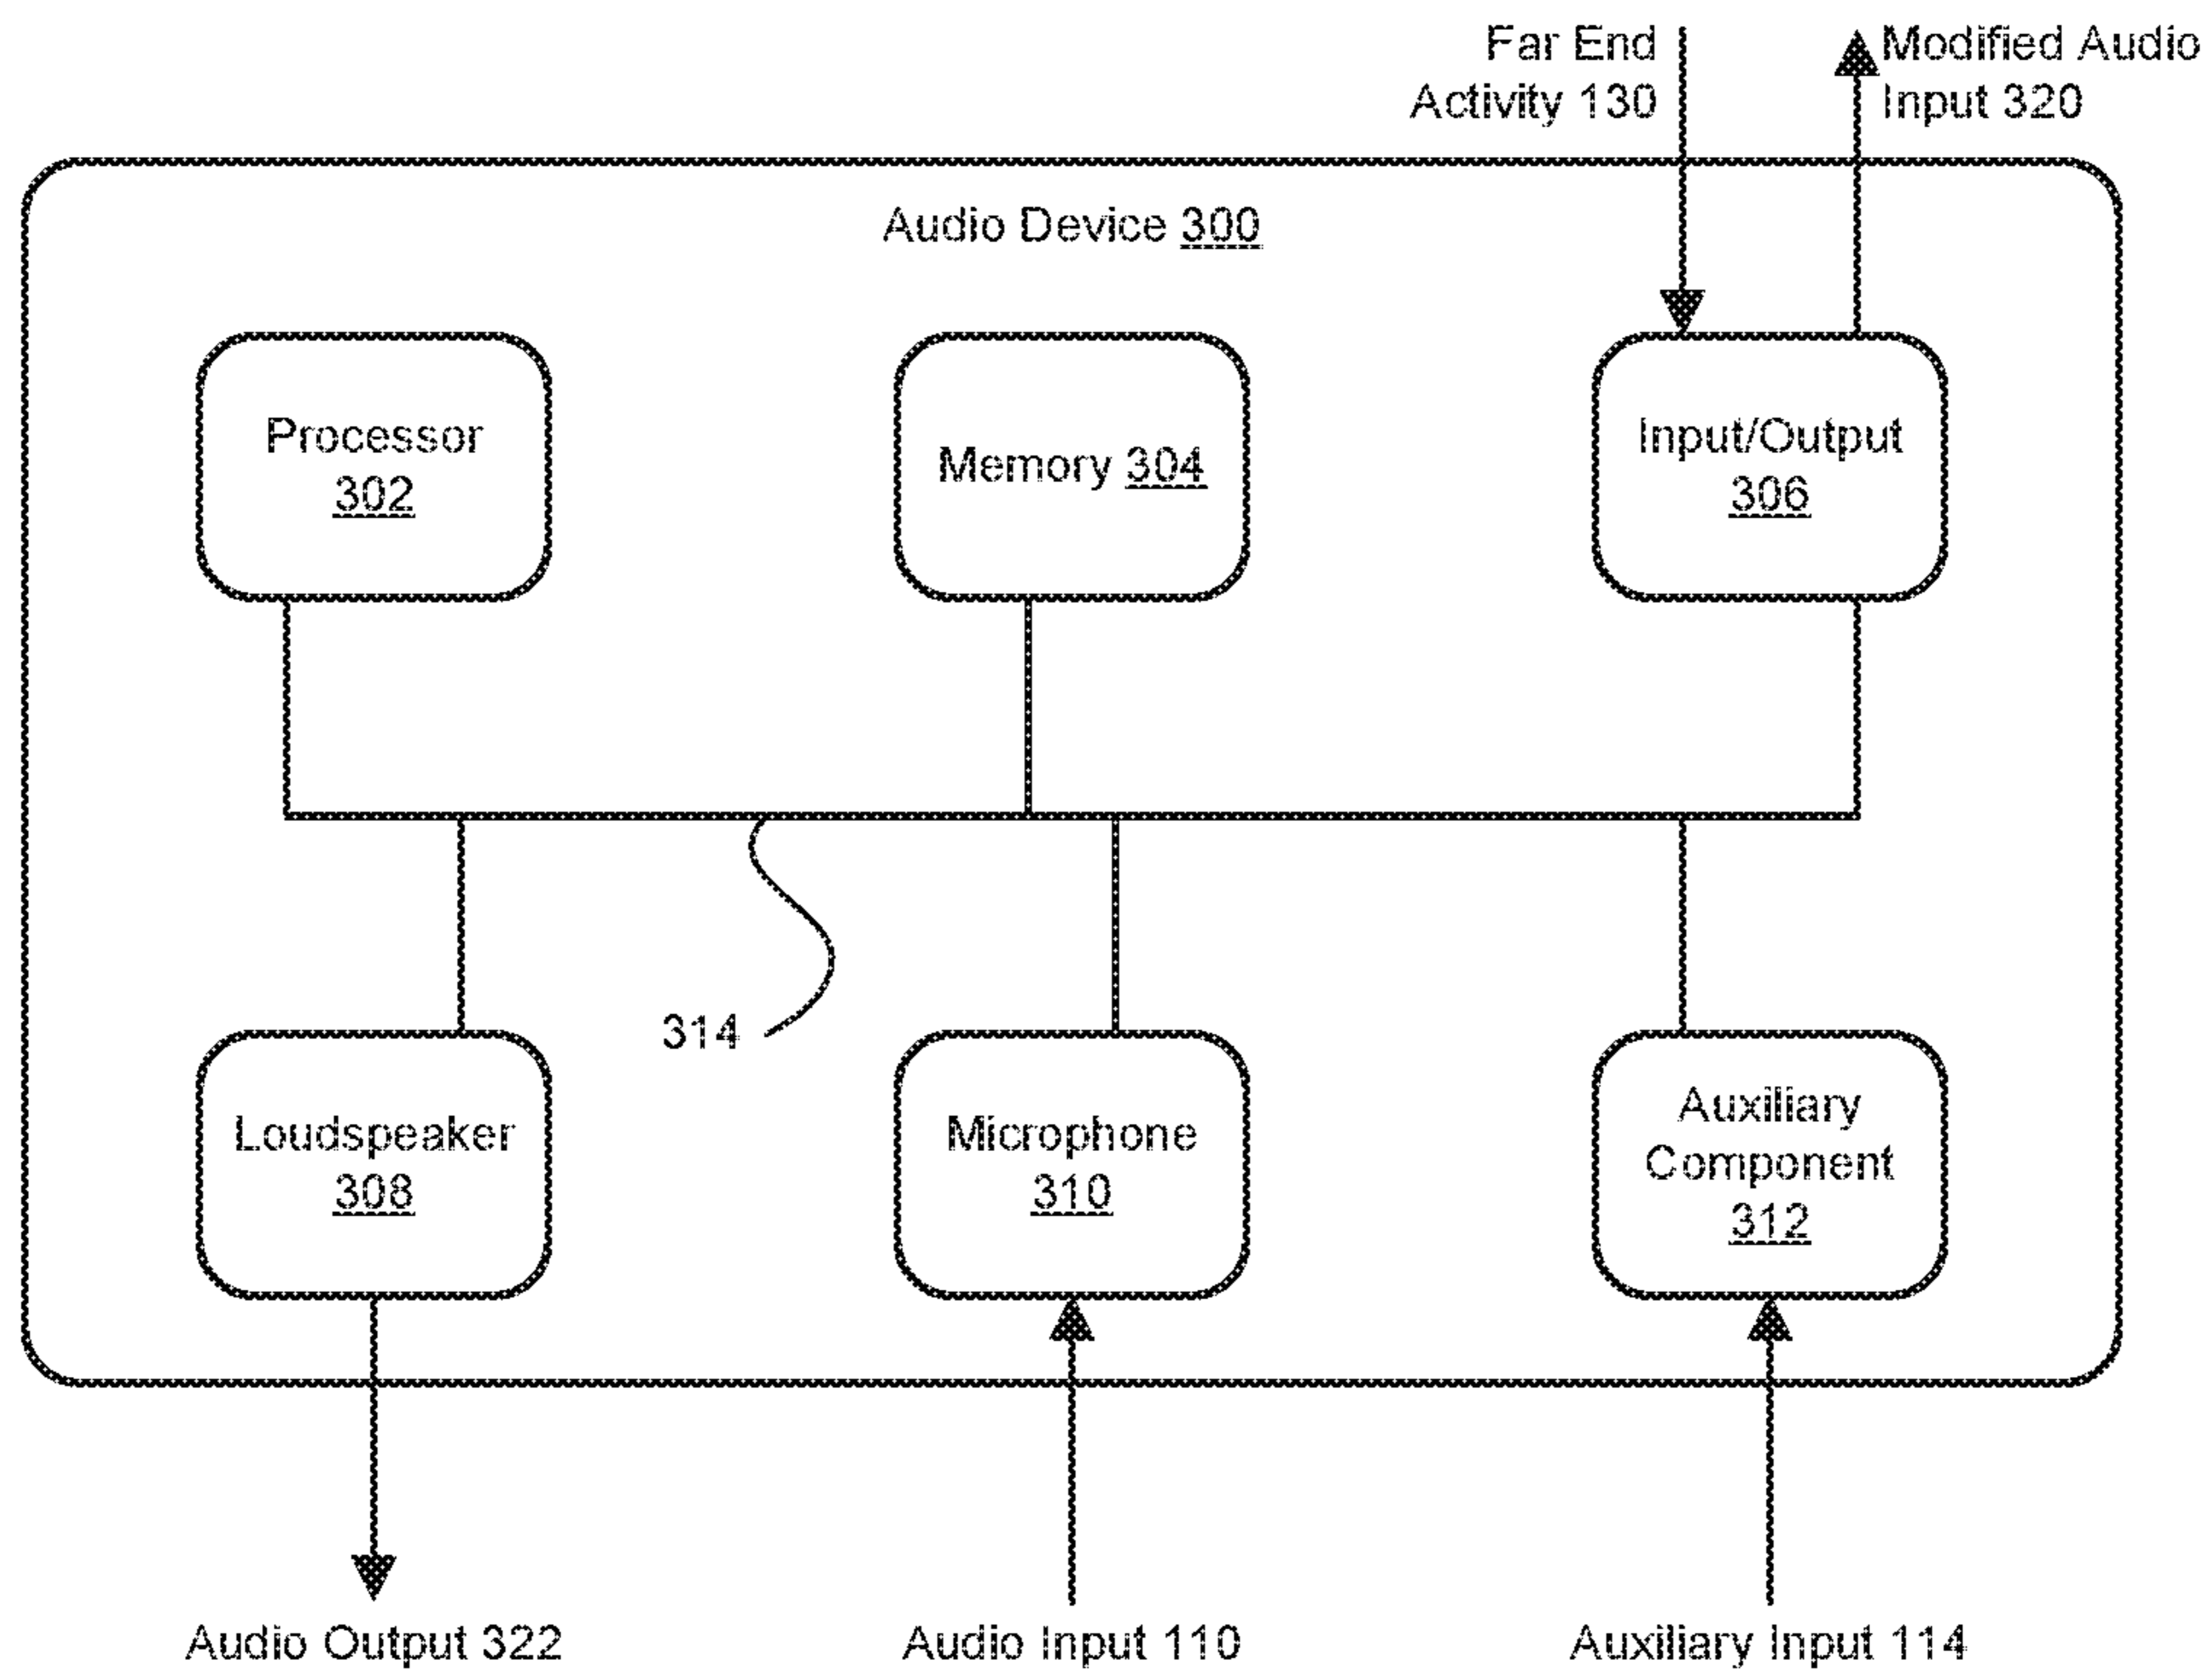 Far End
Activity 130
Modified Audio
Input 320
Audio Device 300
Processor
302
Memory 304
Input/Output
306
314
Loudspeaker
308
Microphone
310
Auxiliary
Component
312
Audio Output 322
Audio Input 110
Auxiliary Input 114